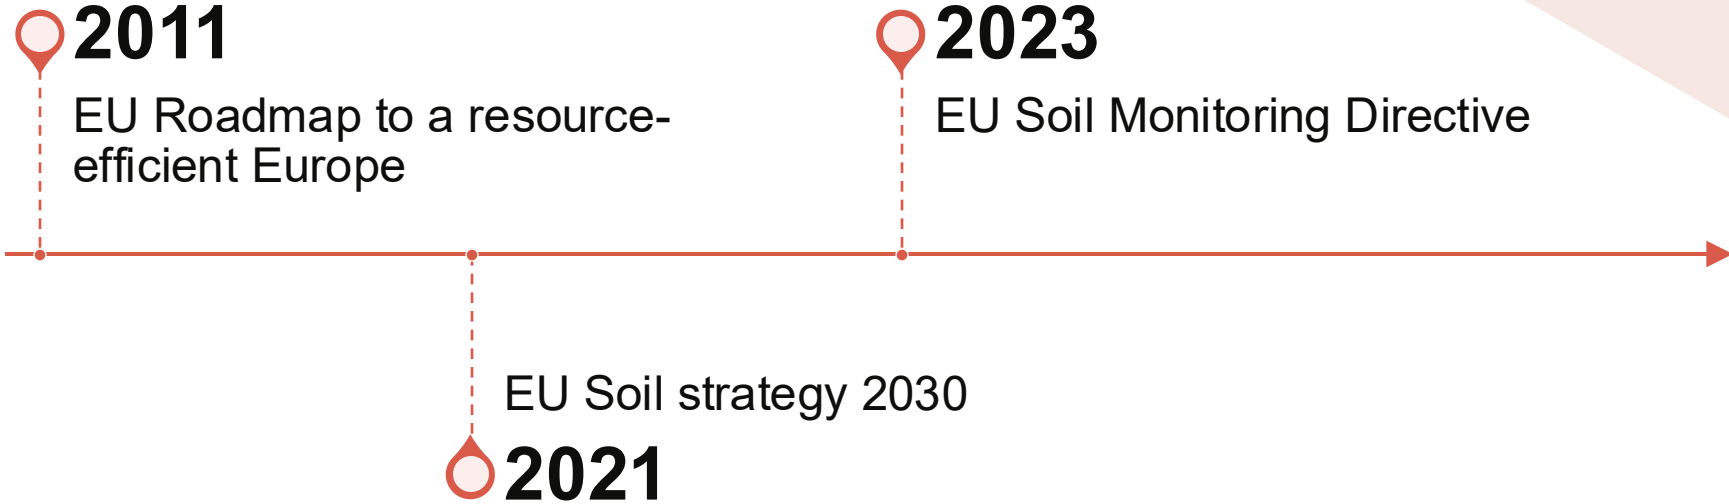 2011
EU Roadmap to a resource-
efficient Europe
2023
EU Soil Monitoring Directive
EU Soil strategy 2030
2021